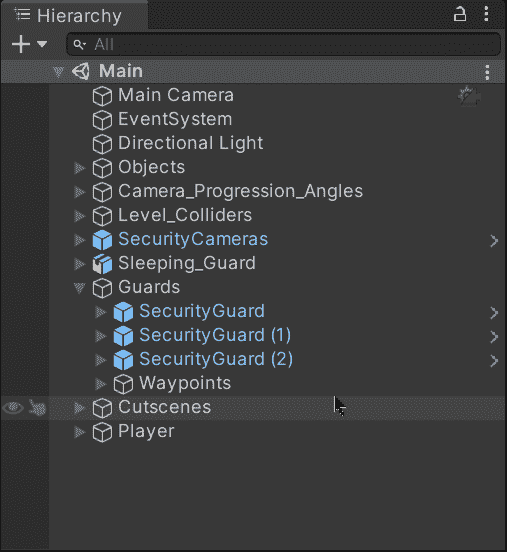 Hierarchy
All
Main
Main Camera
EventSystem
Directional Light
Objects
Camera_Progression_Angles
Level_Colliders
SecurityCameras
Sleeping_Guard
Guards
SecurityGuard
SecurityGuard (1)
SecurityGuard (2)
Waypoints
Cutscenes
Player